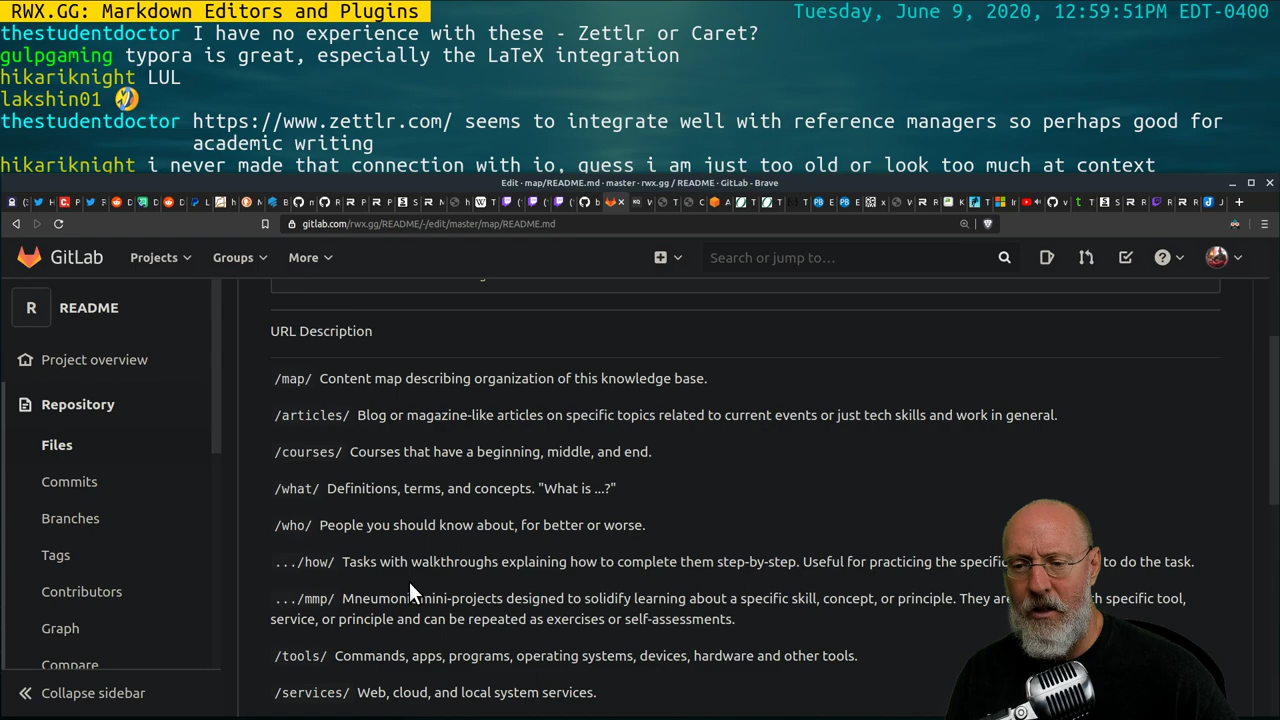 RWX.GG: Markdown Editors and Plugins
Tuesday, June 9, 2020, 12:59:51PM EDT-0400
thestudentdoctor I have no experience with these - Zettlr or Caret?
gulpgaming typora is great, especially the LaTeX integration
hikariknight LUL
lakshin01 🤣
thestudentdoctor https://www.zettlr.com/ seems to integrate well with reference managers so perhaps good for
academic writing
hikariknight i never made that connection with io, guess i am just too old or look too much at context
Edit · map/README.md · master · rwx.gg / README · GitLab - Brave
gitlab.com/rwx.gg/README/-/edit/master/map/README.md
GitLab Projects Groups More Search or jump to...
R README
Project overview
Repository
Files
Commits
Branches
Tags
Contributors
Graph
Compare
Collapse sidebar
URL Description
/map/ Content map describing organization of this knowledge base.
/articles/ Blog or magazine-like articles on specific topics related to current events or just tech skills and work in general.
/courses/ Courses that have a beginning, middle, and end.
/what/ Definitions, terms, and concepts. "What is ...?"
/who/ People you should know about, for better or worse.
.../how/ Tasks with walkthroughs explaining how to complete them step-by-step. Useful for practicing the to do the task.
.../mmp/ mini-projects designed to solidify learning about a specific skill, concept, or principle. They specific tool,
service, or principle and can be repeated as exercises or self-assessments.
/tools/ Commands, apps, programs, operating systems, devices, hardware and other tools.
/services/ Web, cloud, and local system services.